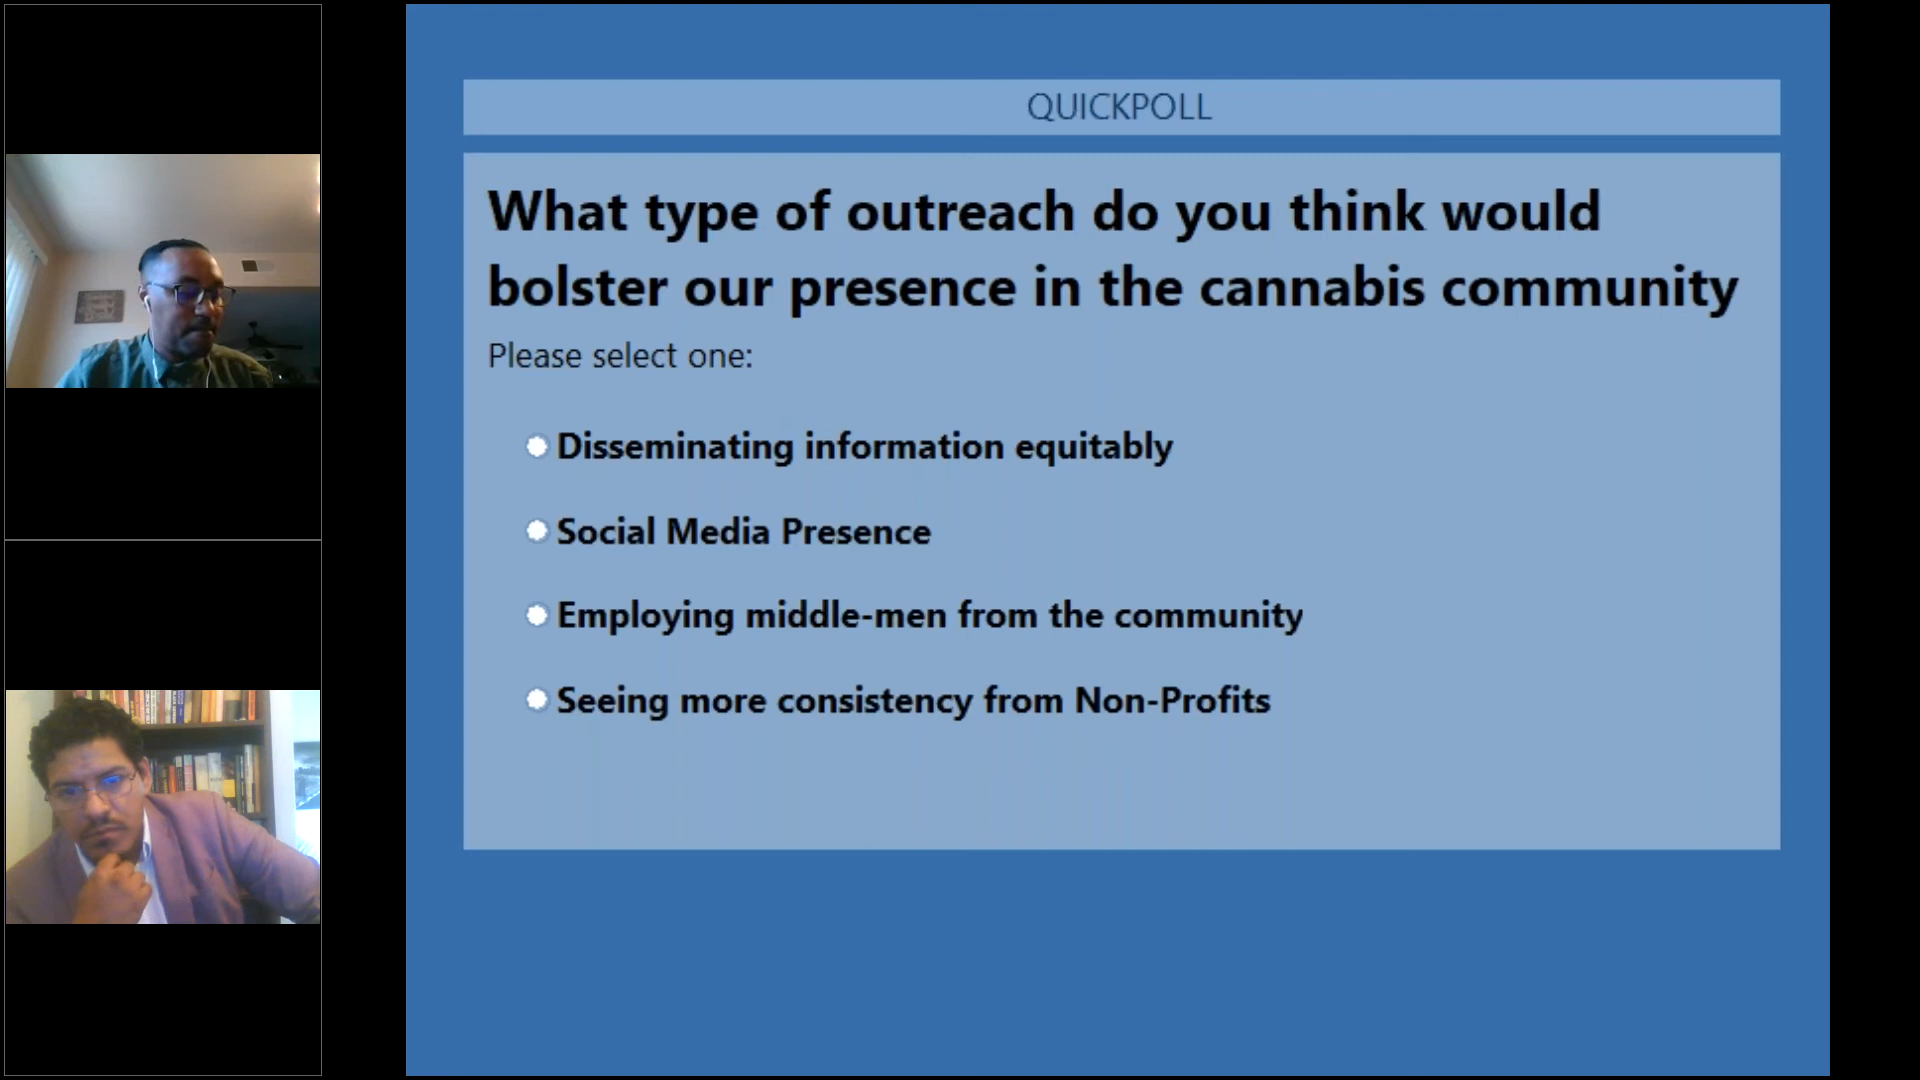 QUICKPOLL
What type of outreach do you think would
bolster our presence in the cannabis community
Please select one:
Disseminating information equitably
Social Media Presence
Employing middle-men from the community
Seeing more consistency from Non-Profits